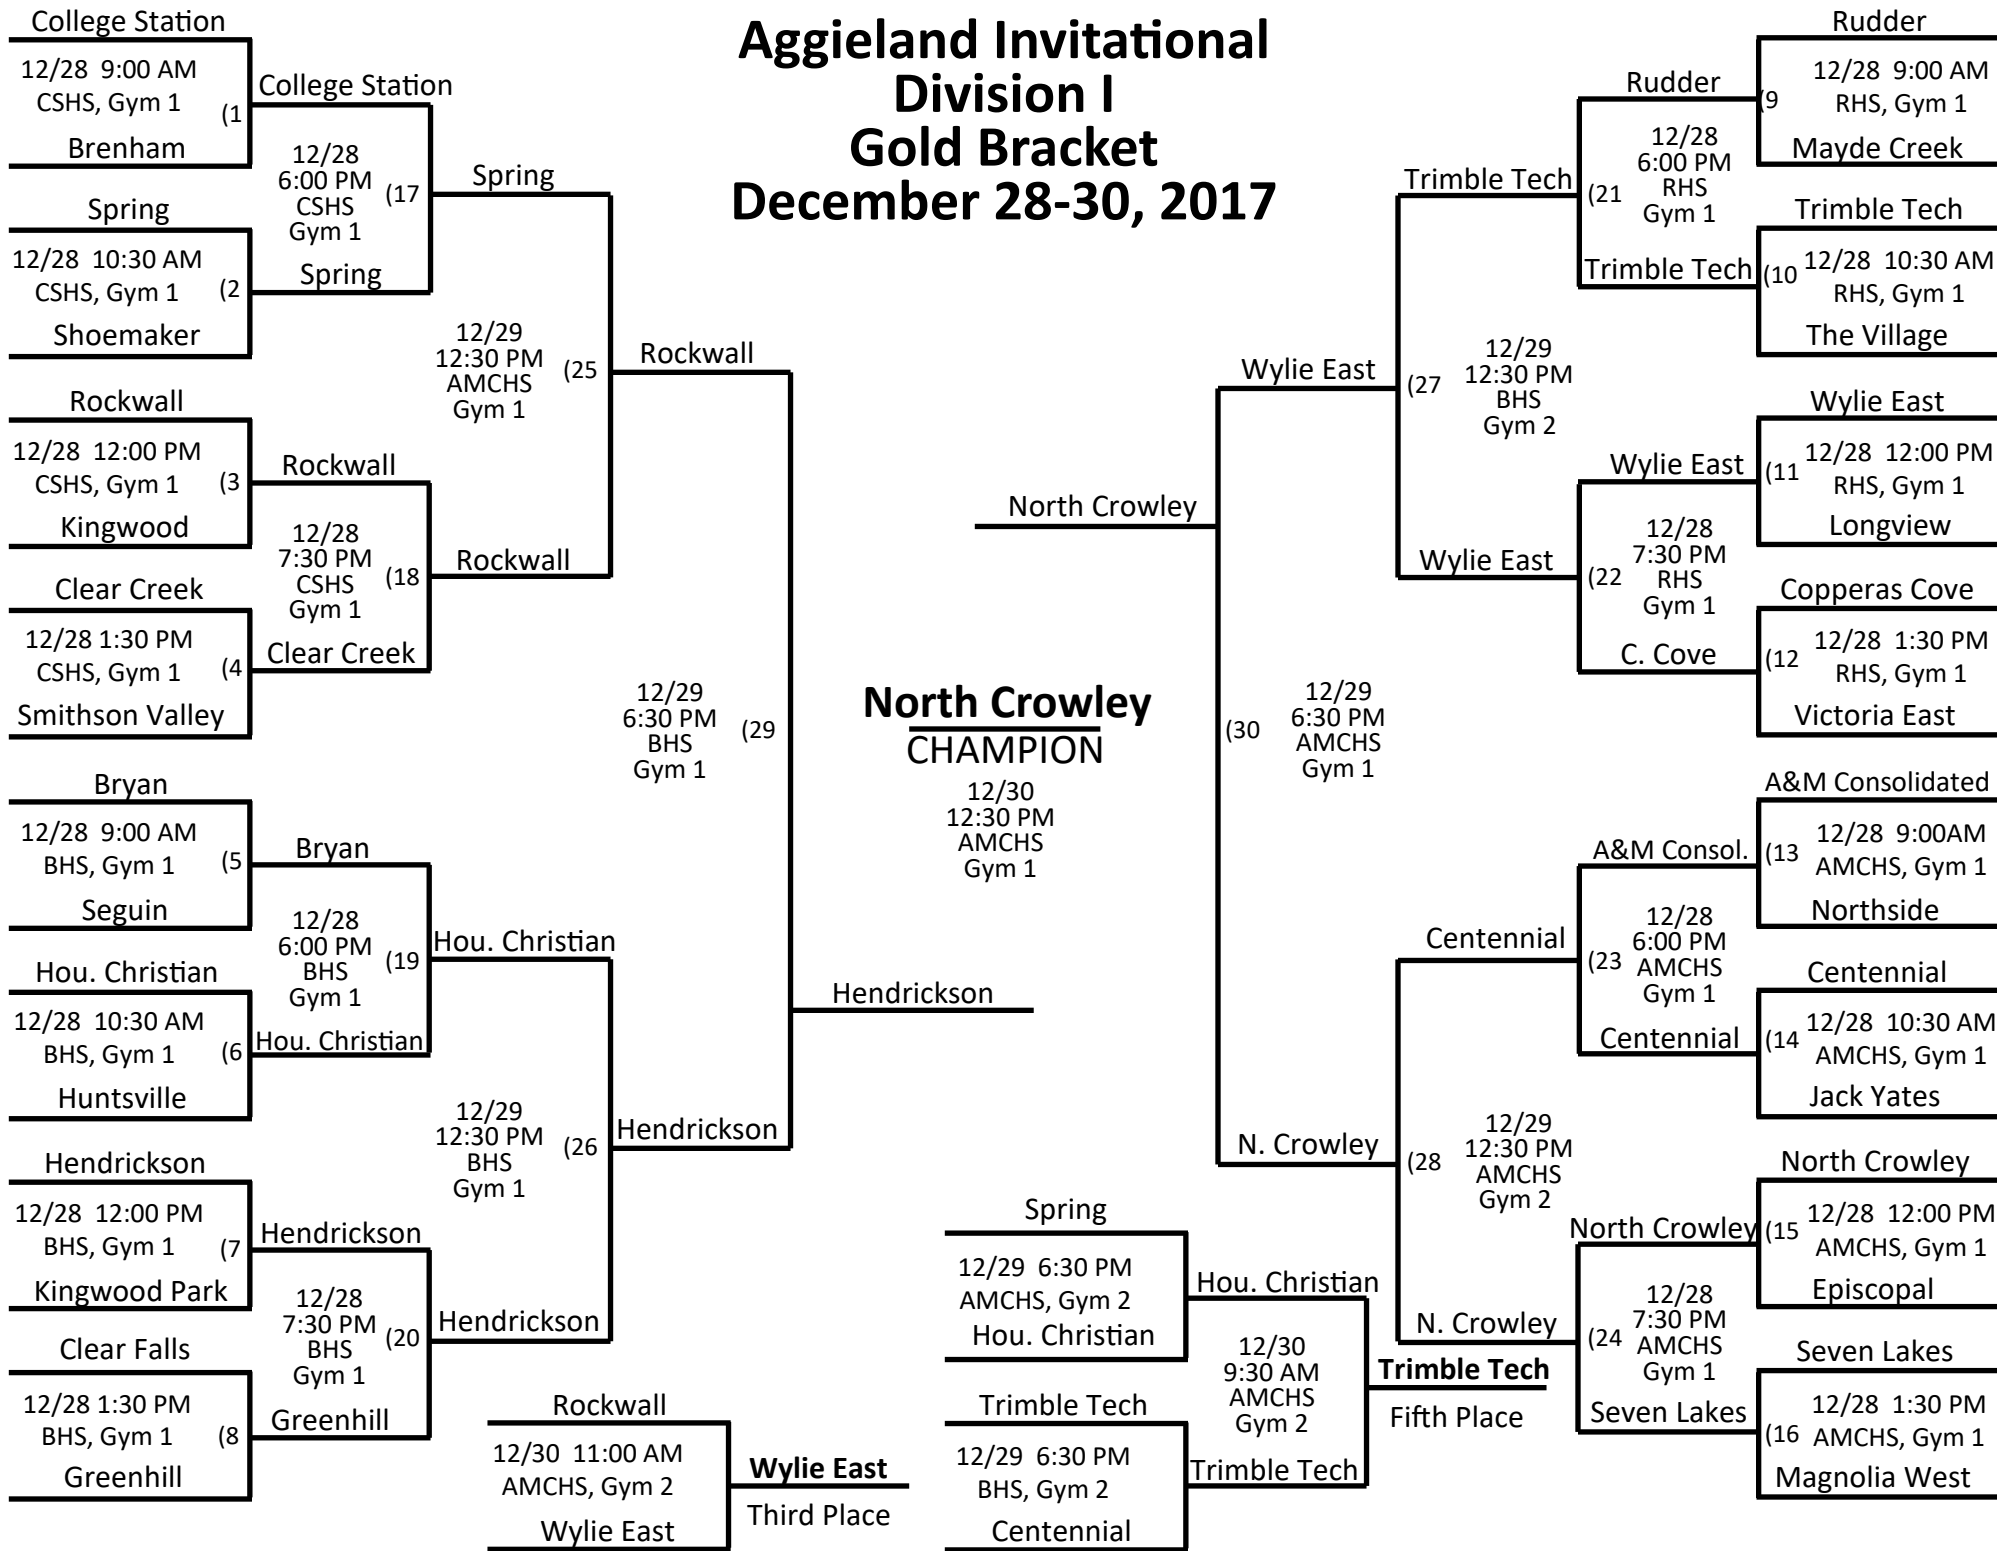 Aggieland Invitational
Division I
Gold Bracket
December 28-30, 2017
College Station
12/28 9:00 AM
CSHS, Gym 1
(1
Brenham
College Station
12/28
6:00 PM
CSHS
Gym 1
(17
Spring
12/28 10:30 AM
CSHS, Gym 1
(2
Shoemaker
Spring
Spring
12/29
12:30 PM
AMCHS
Gym 1
(25
Rockwall
Rockwall
12/28 12:00 PM
CSHS, Gym 1
(3
Kingwood
Rockwall
12/28
7:30 PM
CSHS
Gym 1
(18
Rockwall
Clear Creek
12/28 1:30 PM
CSHS, Gym 1
(4
Smithson Valley
Clear Creek
12/29
6:30 PM
BHS
Gym 1
(29
Bryan
12/28 9:00 AM
BHS, Gym 1
(5
Seguin
Bryan
12/28
6:00 PM
BHS
Gym 1
(19
Hou. Christian
Hou. Christian
12/28 10:30 AM
BHS, Gym 1
(6
Huntsville
Hou. Christian
12/29
12:30 PM
BHS
Gym 1
(26
Hendrickson
Hendrickson
Hendrickson
12/28 12:00 PM
BHS, Gym 1
(7
Kingwood Park
Hendrickson
12/28
7:30 PM
BHS
Gym 1
(20
Hendrickson
Clear Falls
12/28 1:30 PM
BHS, Gym 1
(8
Greenhill
Greenhill
North Crowley
North Crowley
CHAMPION
12/30
12:30 PM
AMCHS
Gym 1
Rudder
12/28 9:00 AM
RHS, Gym 1
(9
Mayde Creek
Rudder
12/28
6:00 PM
RHS
Gym 1
(21
Trimble Tech
Trimble Tech
12/28 10:30 AM
RHS, Gym 1
(10
The Village
Trimble Tech
12/29
12:30 PM
BHS
Gym 2
(27
Wylie East
Wylie East
12/28 12:00 PM
RHS, Gym 1
(11
Longview
Wylie East
12/28
7:30 PM
RHS
Gym 1
(22
Wylie East
Copperas Cove
12/28 1:30 PM
RHS, Gym 1
(12
Victoria East
C. Cove
12/29
6:30 PM
AMCHS
Gym 1
(30
A&M Consolidated
12/28 9:00AM
AMCHS, Gym 1
(13
Northside
A&M Consol.
12/28
6:00 PM
AMCHS
Gym 1
(23
Centennial
Centennial
12/28 10:30 AM
AMCHS, Gym 1
(14
Jack Yates
Centennial
12/29
12:30 PM
AMCHS
Gym 2
(28
N. Crowley
North Crowley
12/28 12:00 PM
AMCHS, Gym 1
(15
Episcopal
North Crowley
12/28
7:30 PM
AMCHS
Gym 1
(24
N. Crowley
Seven Lakes
12/28 1:30 PM
AMCHS, Gym 1
(16
Magnolia West
Seven Lakes
Rockwall
12/30 11:00 AM
AMCHS, Gym 2
Wylie East
Wylie East
Third Place
Spring
12/29 6:30 PM
AMCHS, Gym 2
Hou. Christian
Hou. Christian
12/30
9:30 AM
AMCHS
Gym 2
Trimble Tech
Fifth Place
Trimble Tech
12/29 6:30 PM
BHS, Gym 2
Centennial
Trimble Tech